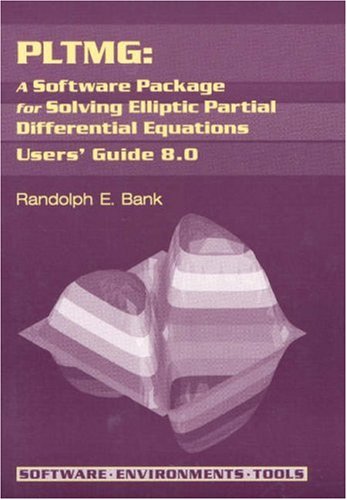 PLTMG:
A Software Package
for Solving Elliptic Partial
Differential Equations
Users' Guide 8.0
Randolph E. Bank
SOFTWARE · ENVIRONMENTS · TOOLS